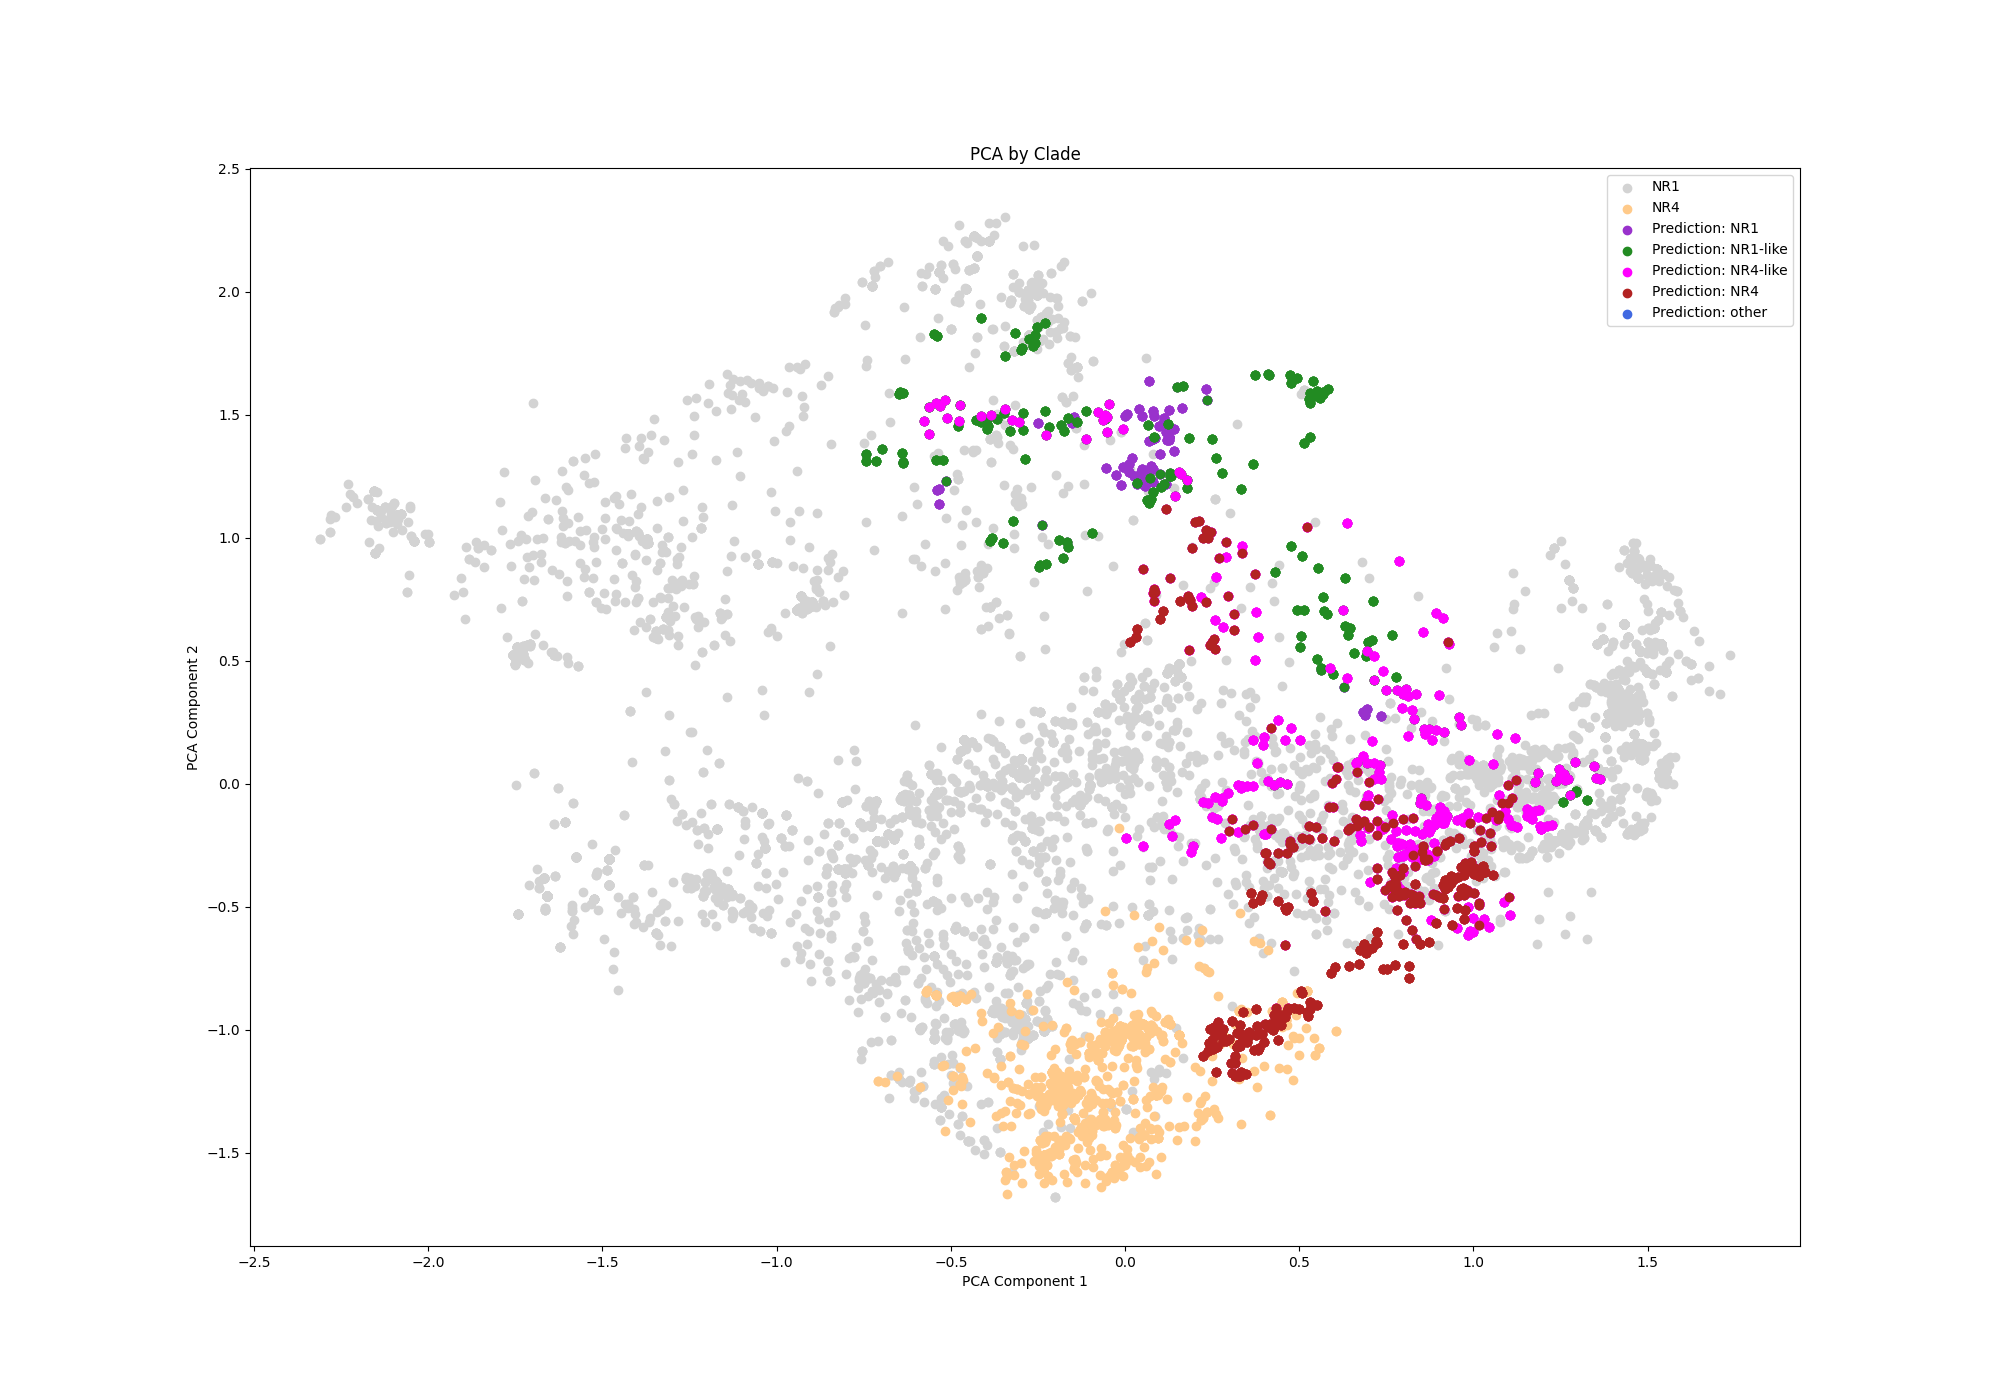 PCA by Clade
2.5
2.0
1.5
1.0
0.5
0.0
−0.5
−1.0
−1.5
PCA Component 2
NR1
NR4
Prediction: NR1
Prediction: NR1-like
Prediction: NR4-like
Prediction: NR4
Prediction: other
−2.5 −2.0 −1.5 −1.0 −0.5 0.0 0.5 1.0 1.5
PCA Component 1